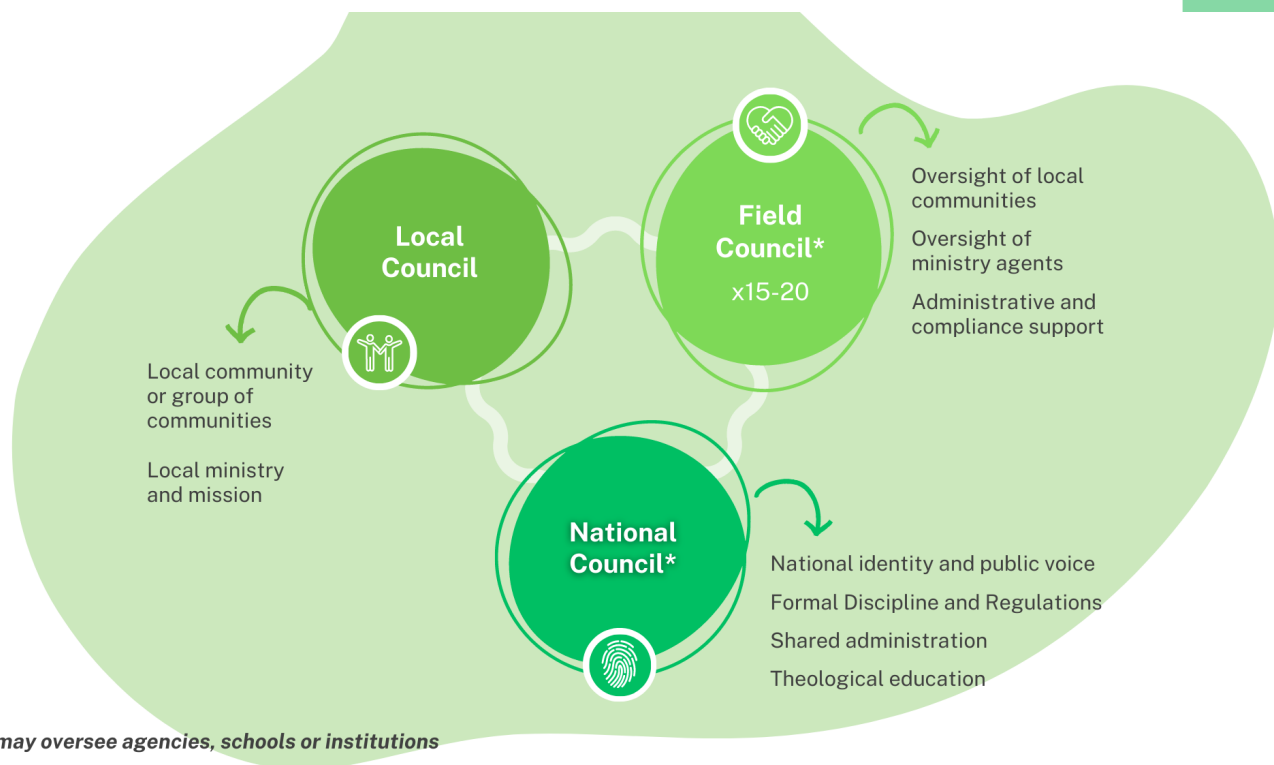 Local
Council
Field
Council*
x15-20
Oversight of local
communities
Oversight of
ministry agents
Administrative and
compliance support
Local community
or group of
communities
Local ministry
and mission
National
Council*
National identity and public voice
Formal Discipline and Regulations
Shared administration
Theological education
may oversee agencies, schools or institutions